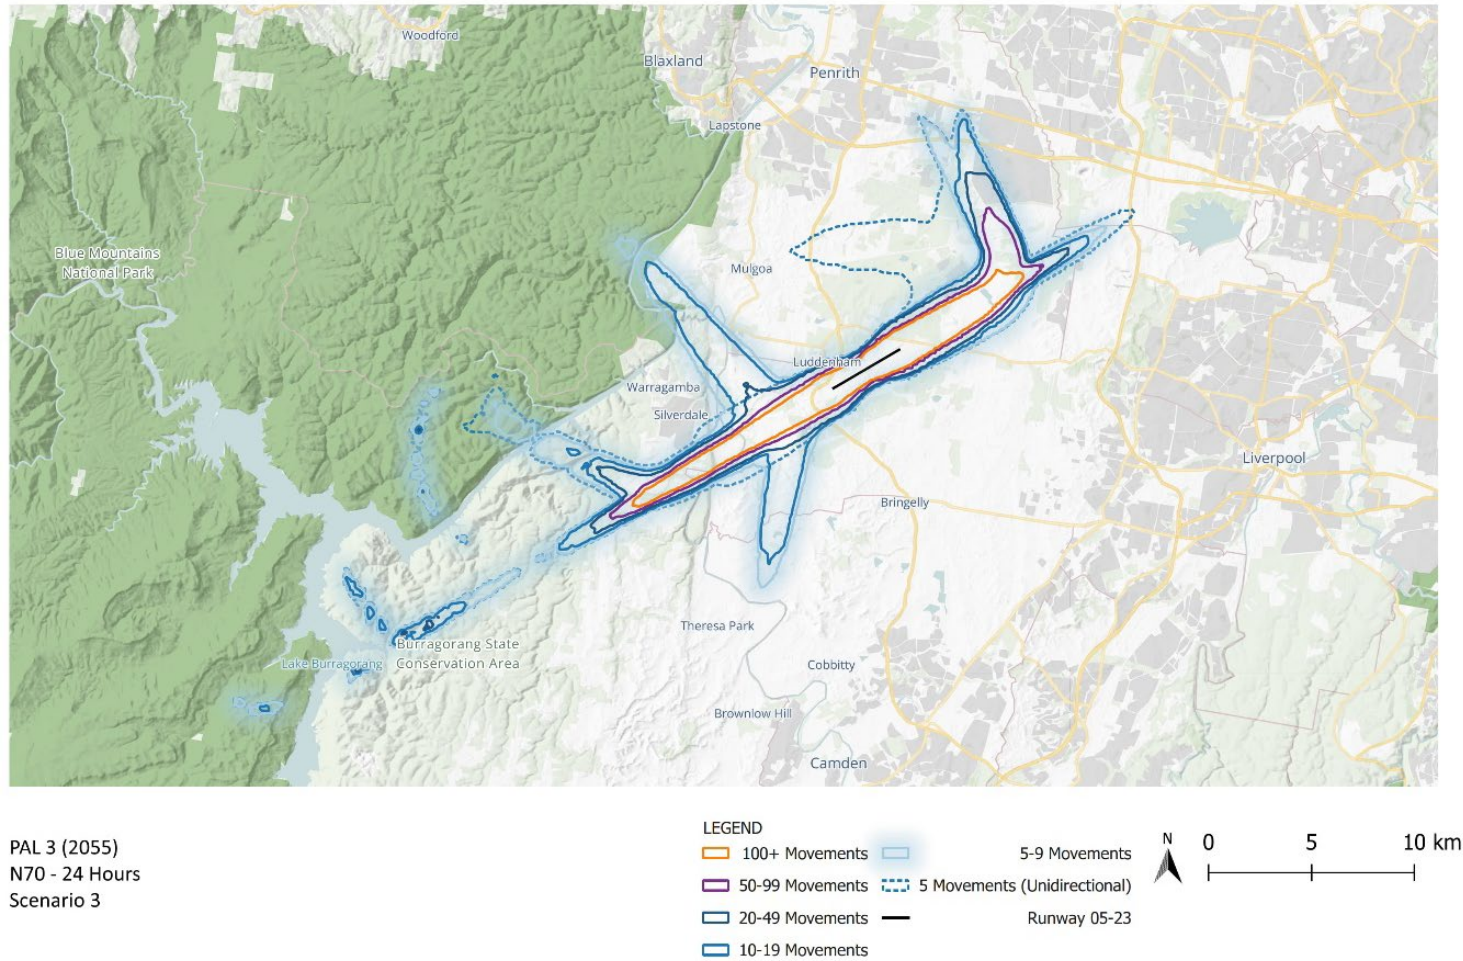 Woodford
Blaxland
Penrith
Lapstone
Blue Mountains
National Park
Mulgoa
Luddenham
Warragamba
Silverdale
Liverpool
Bringelly
Theresa Park
Burragorang State
Conservation Area
Lake Burragorang
Cobbitty
Brownlow Hill
Camden
PAL 3 (2055)
N70 - 24 Hours
Scenario 3
LEGEND
100+ Movements
50-99 Movements
20-49 Movements
10-19 Movements
5-9 Movements
5 Movements (Unidirectional)
Runway 05-23
N
0 5 10 km